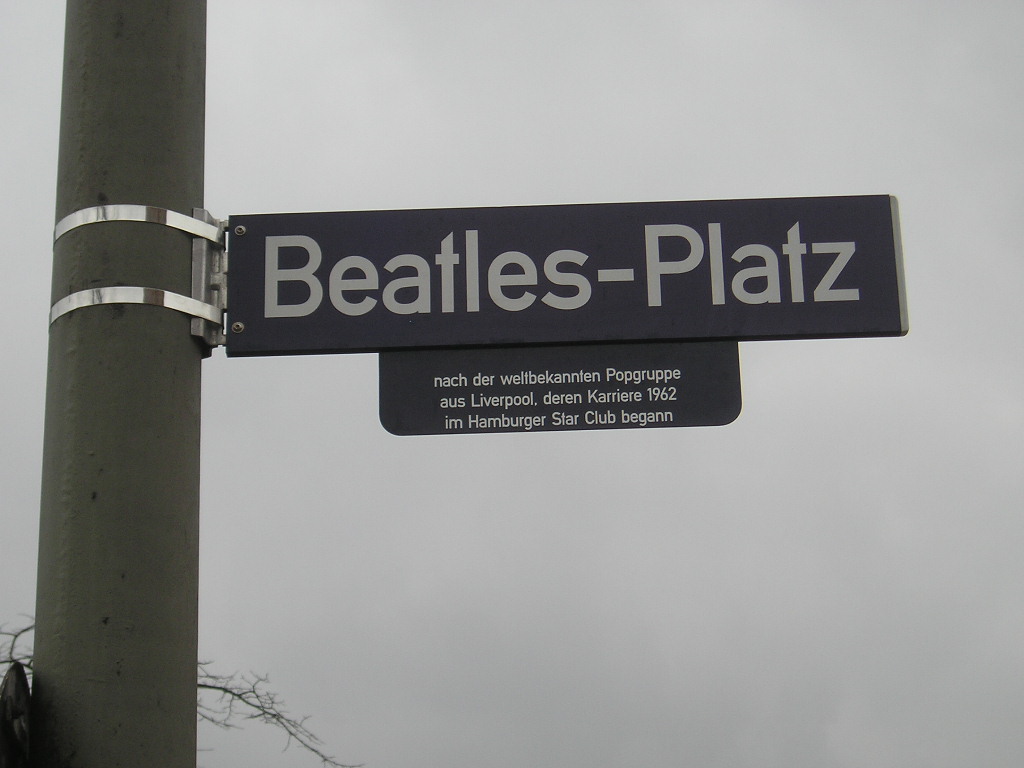 Beatles-Platz
nach der weltbekannten Popgruppe
aus Liverpool, deren Karriere 1962
im Hamburger Star Club begann